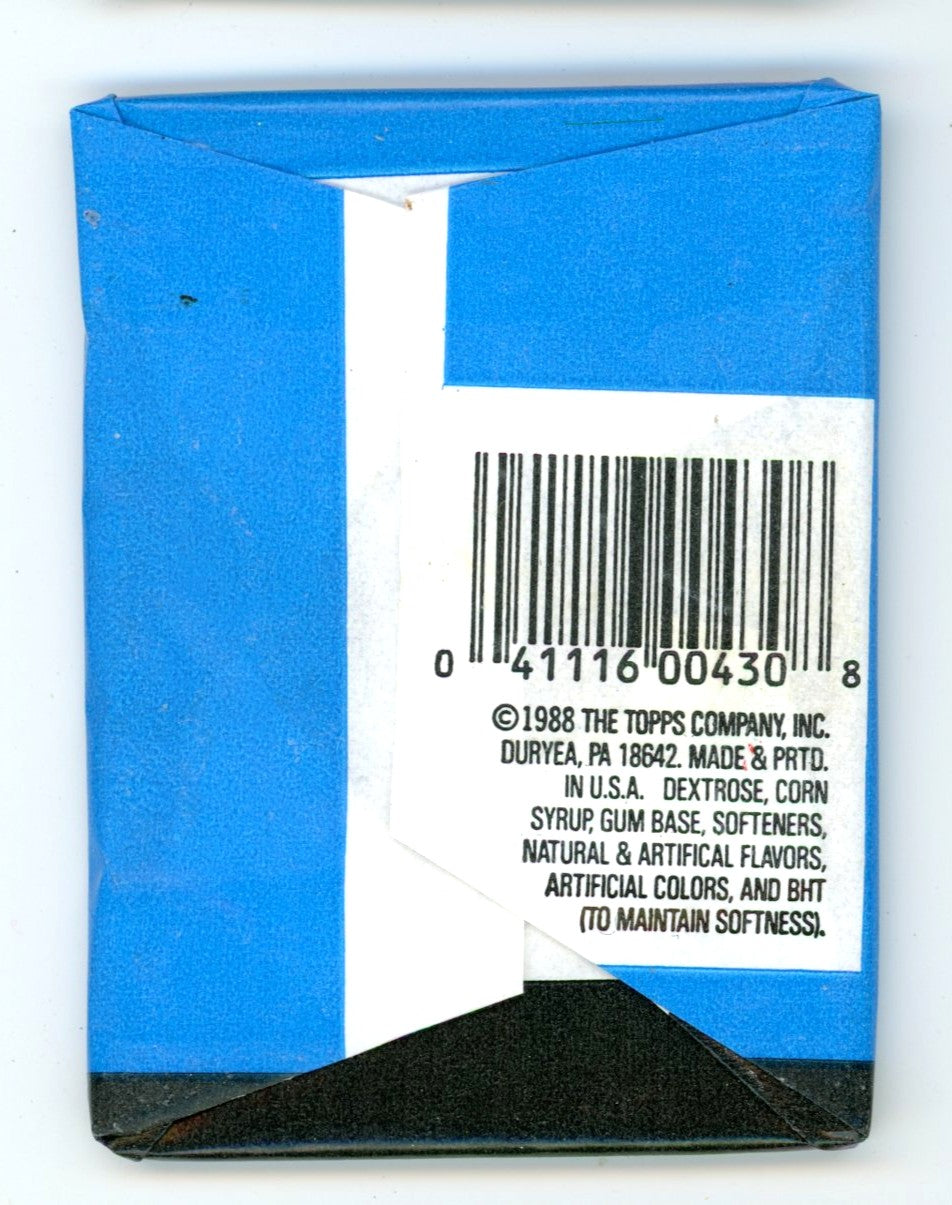 0 41116 00430 8
©1988 THE TOPPS COMPANY, INC.
DURYEA, PA 18642. MADE & PRTD.
IN U.S.A. DEXTROSE, CORN
SYRUP, GUM BASE, SOFTENERS,
NATURAL & ARTIFICAL FLAVORS,
ARTIFICIAL COLORS, AND BHT
(TO MAINTAIN SOFTNESS).